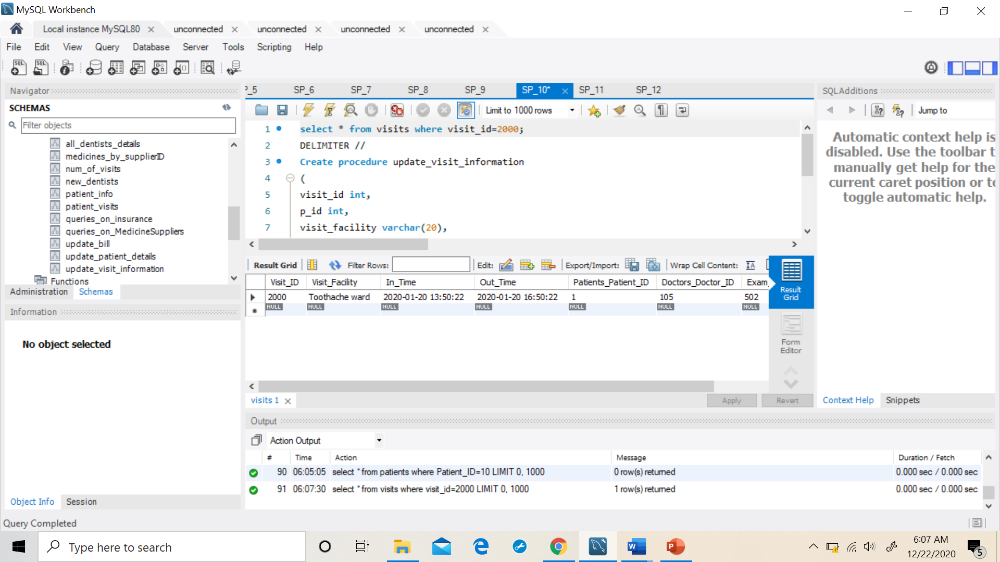 MySQL Workbench
Local instance MySQL80 unconnected unconnected unconnected unconnected
File Edit View Query Database Server Tools Scripting Help
Navigator
SCHEMAS
Filter objects
all_dentists_details
medicines_by_supplierID
num_of_visits
new_dentists
patient_info
patient_visits
queries_on_insurance
queries_on_MedicineSuppliers
update_bill
update_patient_details
update_visit_information
Functions
Administration Schemas
Information
No object selected
Object Info Session
Query Completed
_5 SP_6 SP_7 SP_8 SP_9 SP_10* SP_11 SP_12
Limit to 1000 rows
1 select * from visits where visit_id=2000;
2 DELIMITER //
3 Create procedure update_visit_information
4 (
5 visit_id int,
6 p_id int,
7 visit_facility varchar(20),
Result Grid Filter Rows: Edit: Export/Import: Wrap Cell Content:
Visit_ID Visit_Facility In_Time Out_Time Patients_Patient_ID Doctors_Doctor_ID Exam_
2000 Toothache ward 2020-01-20 13:50:22 2020-01-20 16:50:22 1 105 502
NULL NULL NULL NULL NULL NULL NULL
Result
Grid
Form
Editor
visits 1 Apply Revert
SQLAdditions
Jump to
Automatic context help is
disabled. Use the toolbar t
manually get help for the
current caret position or to
toggle automatic help.
Context Help Snippets
Output
Action Output
# Time Action Message Duration / Fetch
90 06:05:05 select * from patients where Patient_ID=10 LIMIT 0, 1000 0 row(s) returned 0.000 sec / 0.000 sec
91 06:07:30 select * from visits where visit_id=2000 LIMIT 0, 1000 1 row(s) returned 0.000 sec / 0.000 sec
Type here to search
6:07 AM
12/22/2020
5